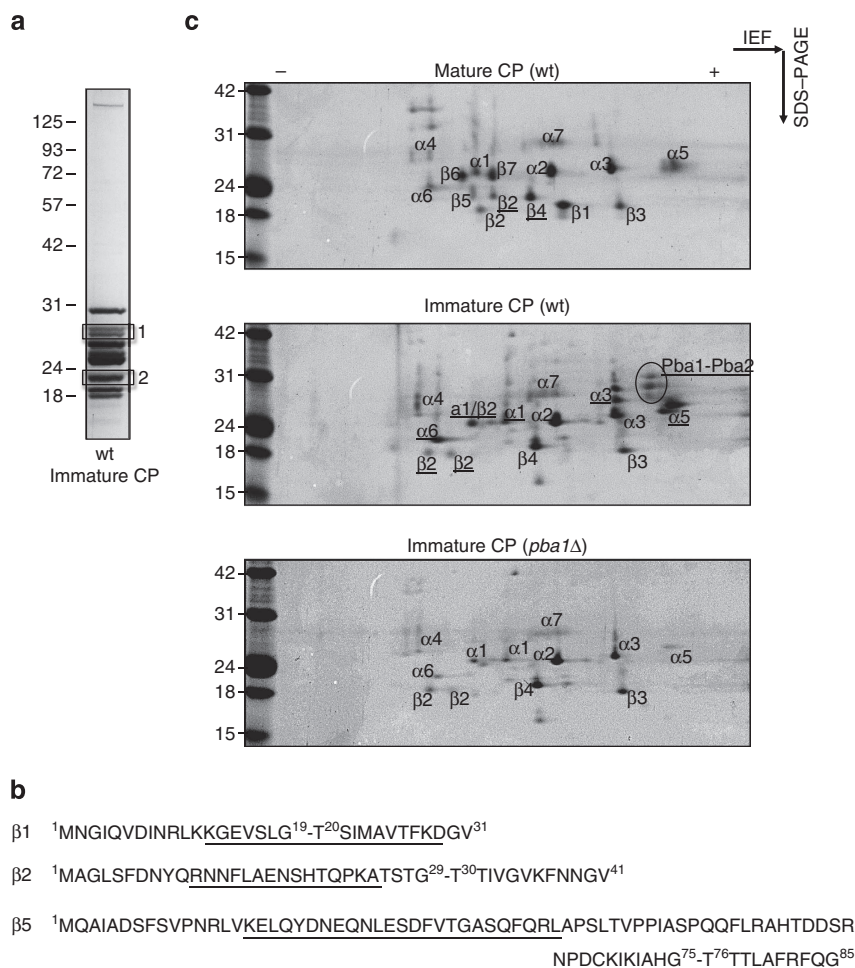 a
125
93
72
57
42
31
24
18
1
2
wt
Immature CP
c
IEF
SDS–PAGE
– Mature CP (wt) +
42
31
24
18
15
α4
α6
β6
α1
β7
β5
β2
β2
α2
α7
β4
β1
α3
β3
α5
Immature CP (wt)
42
31
24
18
15
Pba1-Pba2
α4
α7
a1/β2
α1
α2
α3
α3
α5
α6
β2
β2
β4
β3
Immature CP (pba1Δ)
42
31
24
18
15
α7
α4
α1
α1
α2
α3
α5
α6
β2
β2
β4
β3
b
β1 ¹MNGIQVDINRLKKGEVSLG¹⁹-T²⁰SIMAVTFKDGV³¹
β2 ¹MAGLSFDNYQRNNFLAENSHTQPKATSTG²⁹-T³⁰TIVGVKFNNGV⁴¹
β5 ¹MQAIADSFSVPNRLVKELQYDNEQNLESDFVTGASQFQRLAPSLTVPPIASPQQFLRAHTDDSR
NPDCKIKIAHG⁷⁵-T⁷⁶TTLAFRFQG⁸⁵